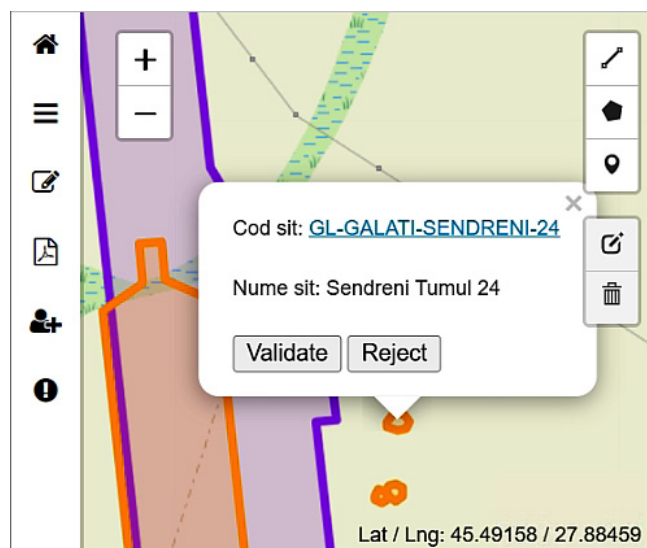 +
−
Cod sit: GL-GALATI-SENDRENI-24
×
Nume sit: Sendreni Tumul 24
Validate Reject
Lat / Lng: 45.49158 / 27.88459